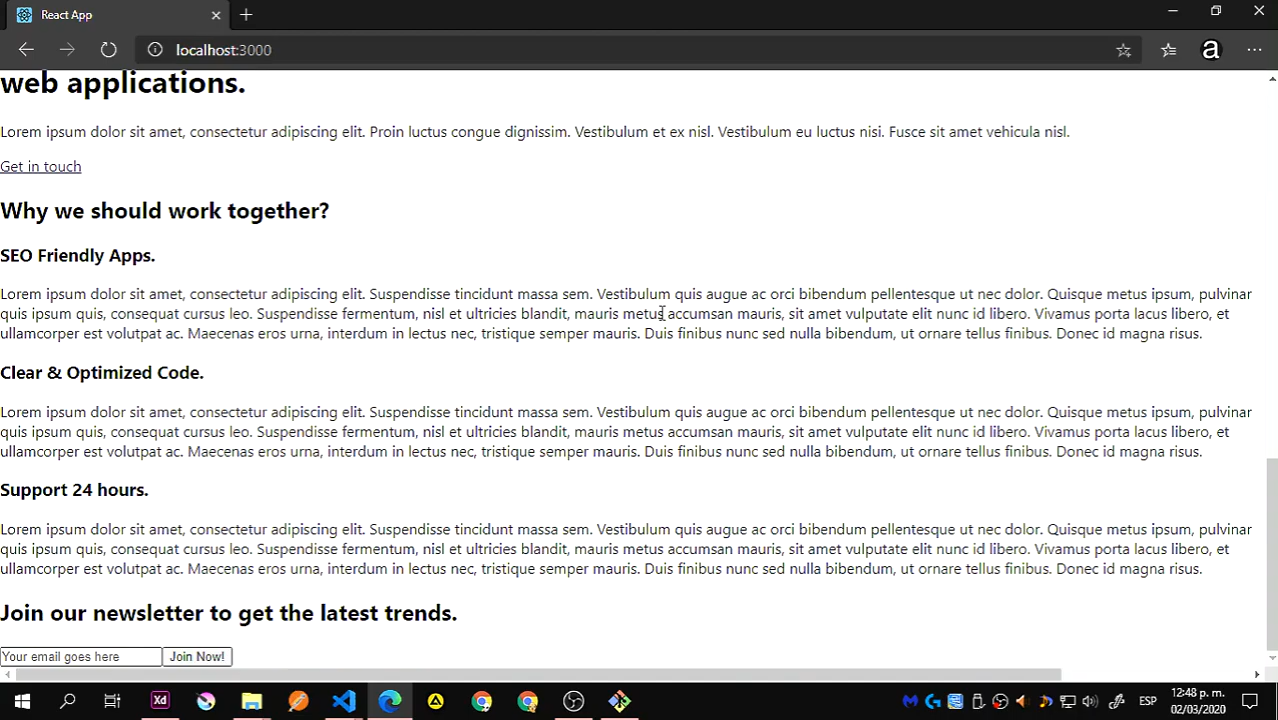 React App
localhost:3000
a
web applications.
Lorem ipsum dolor sit amet, consectetur adipiscing elit. Proin luctus congue dignissim. Vestibulum et ex nisl. Vestibulum eu luctus nisi. Fusce sit amet vehicula nisl.
Get in touch
Why we should work together?
SEO Friendly Apps.
Lorem ipsum dolor sit amet, consectetur adipiscing elit. Suspendisse tincidunt massa sem. Vestibulum quis augue ac orci bibendum pellentesque ut nec dolor. Quisque metus ipsum, pulvinar
quis ipsum quis, consequat cursus leo. Suspendisse fermentum, nisl et ultricies blandit, mauris metus accumsan mauris, sit amet vulputate elit nunc id libero. Vivamus porta lacus libero, et
ullamcorper est volutpat ac. Maecenas eros urna, interdum in lectus nec, tristique semper mauris. Duis finibus nunc sed nulla bibendum, ut ornare tellus finibus. Donec id magna risus.
Clear & Optimized Code.
Lorem ipsum dolor sit amet, consectetur adipiscing elit. Suspendisse tincidunt massa sem. Vestibulum quis augue ac orci bibendum pellentesque ut nec dolor. Quisque metus ipsum, pulvinar
quis ipsum quis, consequat cursus leo. Suspendisse fermentum, nisl et ultricies blandit, mauris metus accumsan mauris, sit amet vulputate elit nunc id libero. Vivamus porta lacus libero, et
ullamcorper est volutpat ac. Maecenas eros urna, interdum in lectus nec, tristique semper mauris. Duis finibus nunc sed nulla bibendum, ut ornare tellus finibus. Donec id magna risus.
Support 24 hours.
Lorem ipsum dolor sit amet, consectetur adipiscing elit. Suspendisse tincidunt massa sem. Vestibulum quis augue ac orci bibendum pellentesque ut nec dolor. Quisque metus ipsum, pulvinar
quis ipsum quis, consequat cursus leo. Suspendisse fermentum, nisl et ultricies blandit, mauris metus accumsan mauris, sit amet vulputate elit nunc id libero. Vivamus porta lacus libero, et
ullamcorper est volutpat ac. Maecenas eros urna, interdum in lectus nec, tristique semper mauris. Duis finibus nunc sed nulla bibendum, ut ornare tellus finibus. Donec id magna risus.
Join our newsletter to get the latest trends.
Your email goes here Join Now!
Xd
ESP
12:48 p. m.
02/03/2020